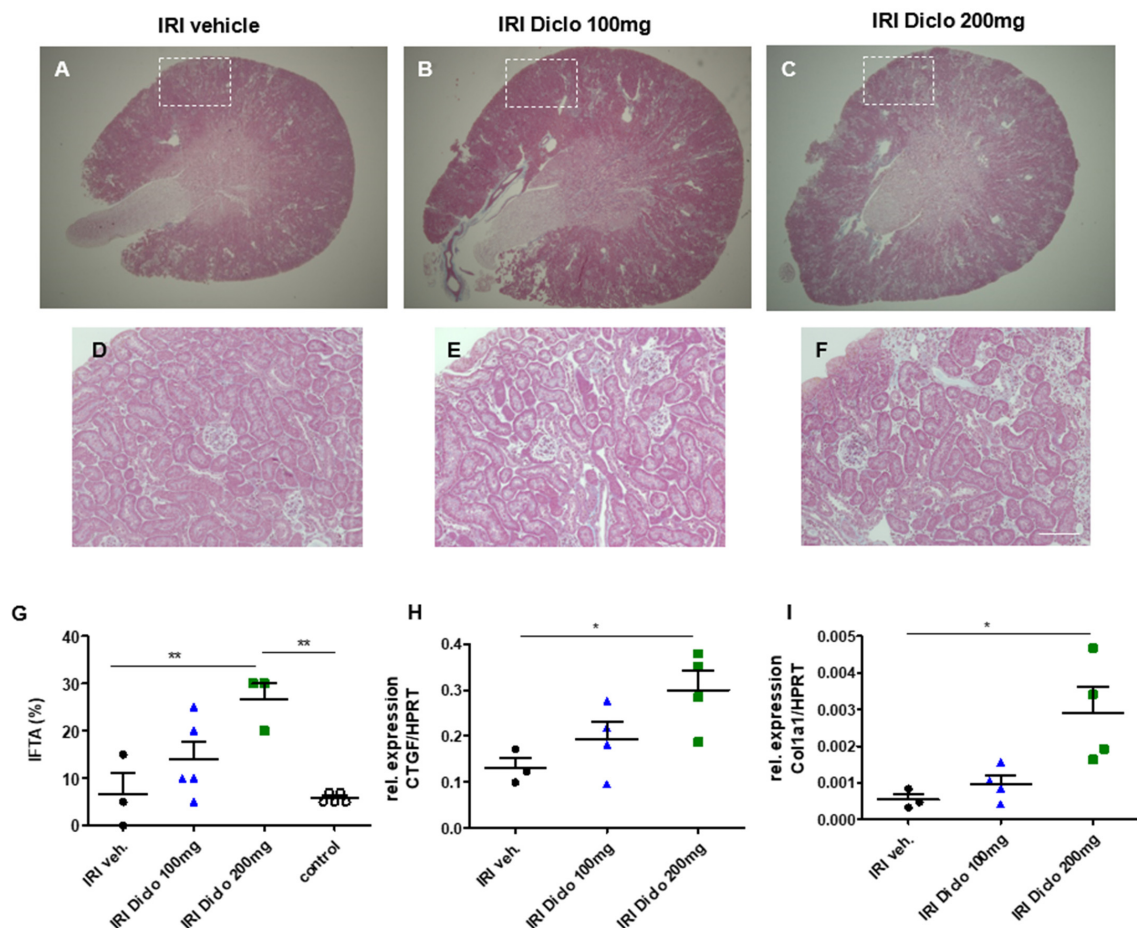 IRI vehicle
IRI Diclo 100mg
IRI Diclo 200mg
A
B
C
D
E
F
G
IFTA (%)
40
30
20
10
0
**
**
IRI veh.
IRI Diclo 100mg
IRI Diclo 200mg
control
H
rel. expression
CTGF/HPRT
0.4
0.3
0.2
0.1
0.0
*
IRI veh.
IRI Diclo 100mg
IRI Diclo 200mg
I
rel. expression
Col1a1/HPRT
0.005
0.003
0.002
0.001
0.000
*
IRI veh.
IRI Diclo 100mg
IRI Diclo 200mg